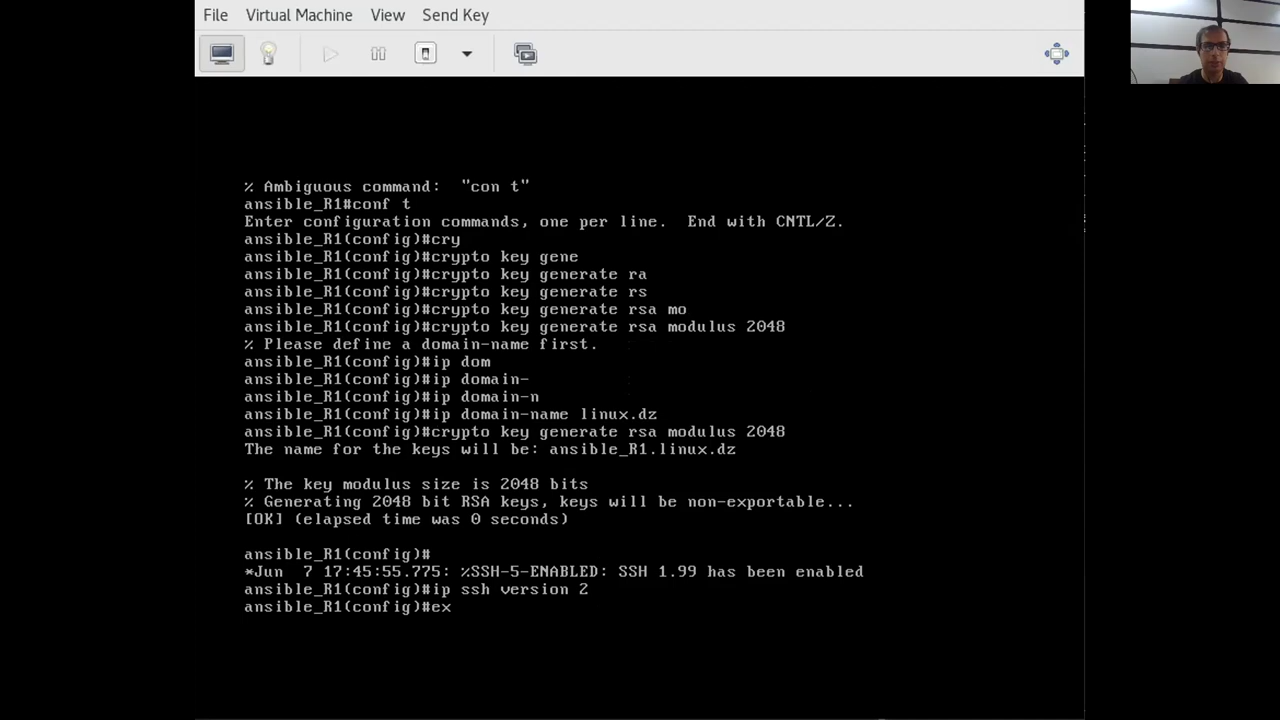 File Virtual Machine View Send Key
% Ambiguous command:  "con t"
ansible_R1#conf t
Enter configuration commands, one per line.  End with CNTL/Z.
ansible_R1(config)#cry
ansible_R1(config)#crypto key gene
ansible_R1(config)#crypto key generate ra
ansible_R1(config)#crypto key generate rs
ansible_R1(config)#crypto key generate rsa mo
ansible_R1(config)#crypto key generate rsa modulus 2048
% Please define a domain-name first.
ansible_R1(config)#ip dom
ansible_R1(config)#ip domain-
ansible_R1(config)#ip domain-n
ansible_R1(config)#ip domain-name linux.dz
ansible_R1(config)#crypto key generate rsa modulus 2048
The name for the keys will be: ansible_R1.linux.dz
% The key modulus size is 2048 bits
% Generating 2048 bit RSA keys, keys will be non-exportable...
[OK] (elapsed time was 0 seconds)
ansible_R1(config)#
*Jun  7 17:45:55.775: %SSH-5-ENABLED: SSH 1.99 has been enabled
ansible_R1(config)#ip ssh version 2
ansible_R1(config)#ex